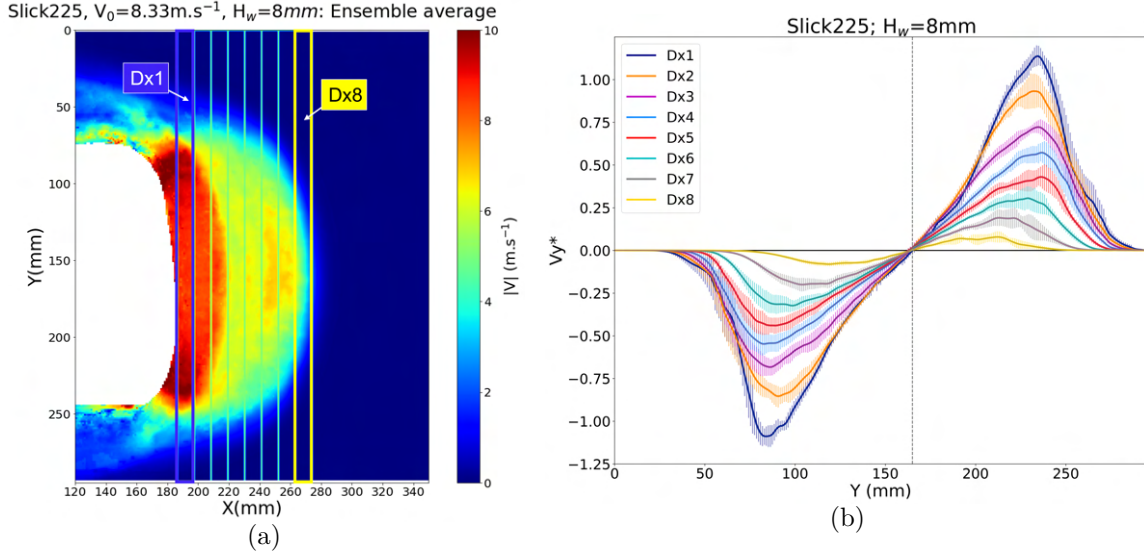 Slick225, V₀=8.33m.s⁻¹, H_w=8mm: Ensemble average
0
50
100
150
200
250
Y(mm)
Dx1
Dx8
120 140 160 180 200 220 240 260 280 300 320 340
X(mm)
10
8
6
4
2
0
|V| (m.s⁻¹)
(a)
Slick225; H_w=8mm
Dx1
Dx2
Dx3
Dx4
Dx5
Dx6
Dx7
Dx8
1.00
0.75
0.50
0.25
0.00
−0.25
−0.50
−0.75
−1.00
−1.25
Vy*
0 50 100 150 200 250
Y (mm)
(b)